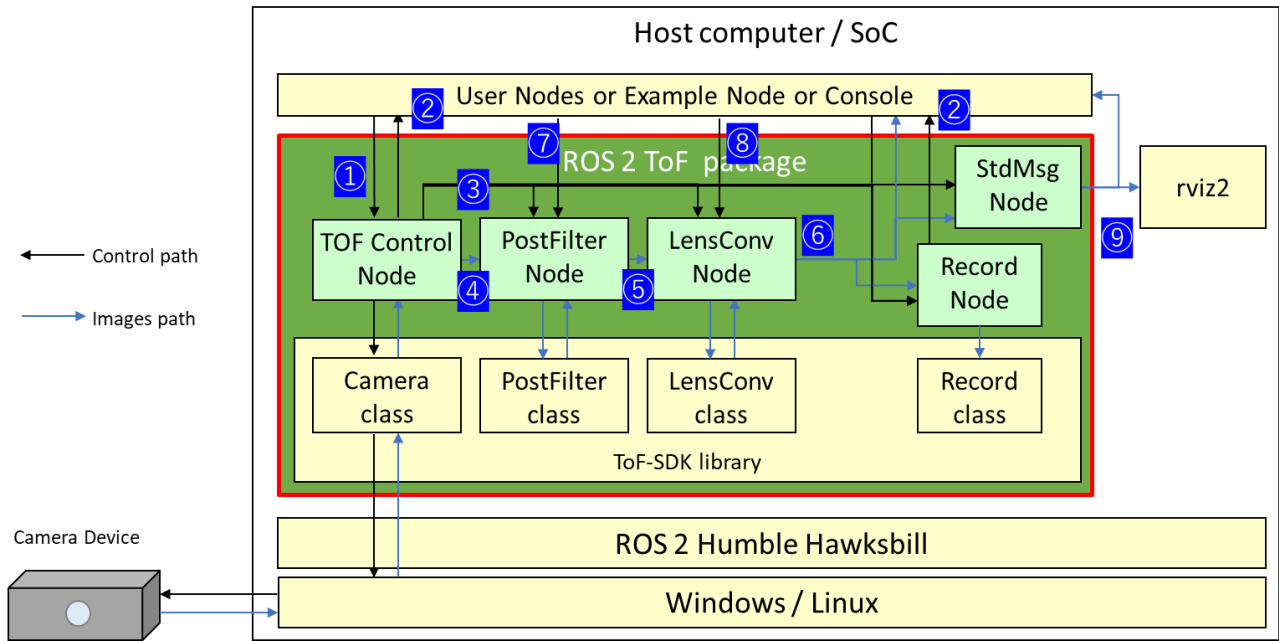 Host computer / SoC
User Nodes or Example Node or Console
②
②
⑦
⑧
ROS 2 ToF package
①
③
StdMsg
Node
rviz2
TOF Control
Node
PostFilter
Node
LensConv
Node
⑥
⑨
Control path
④
⑤
Record
Node
Images path
Camera
class
PostFilter
class
LensConv
class
Record
class
ToF-SDK library
Camera Device
ROS 2 Humble Hawksbill
Windows / Linux